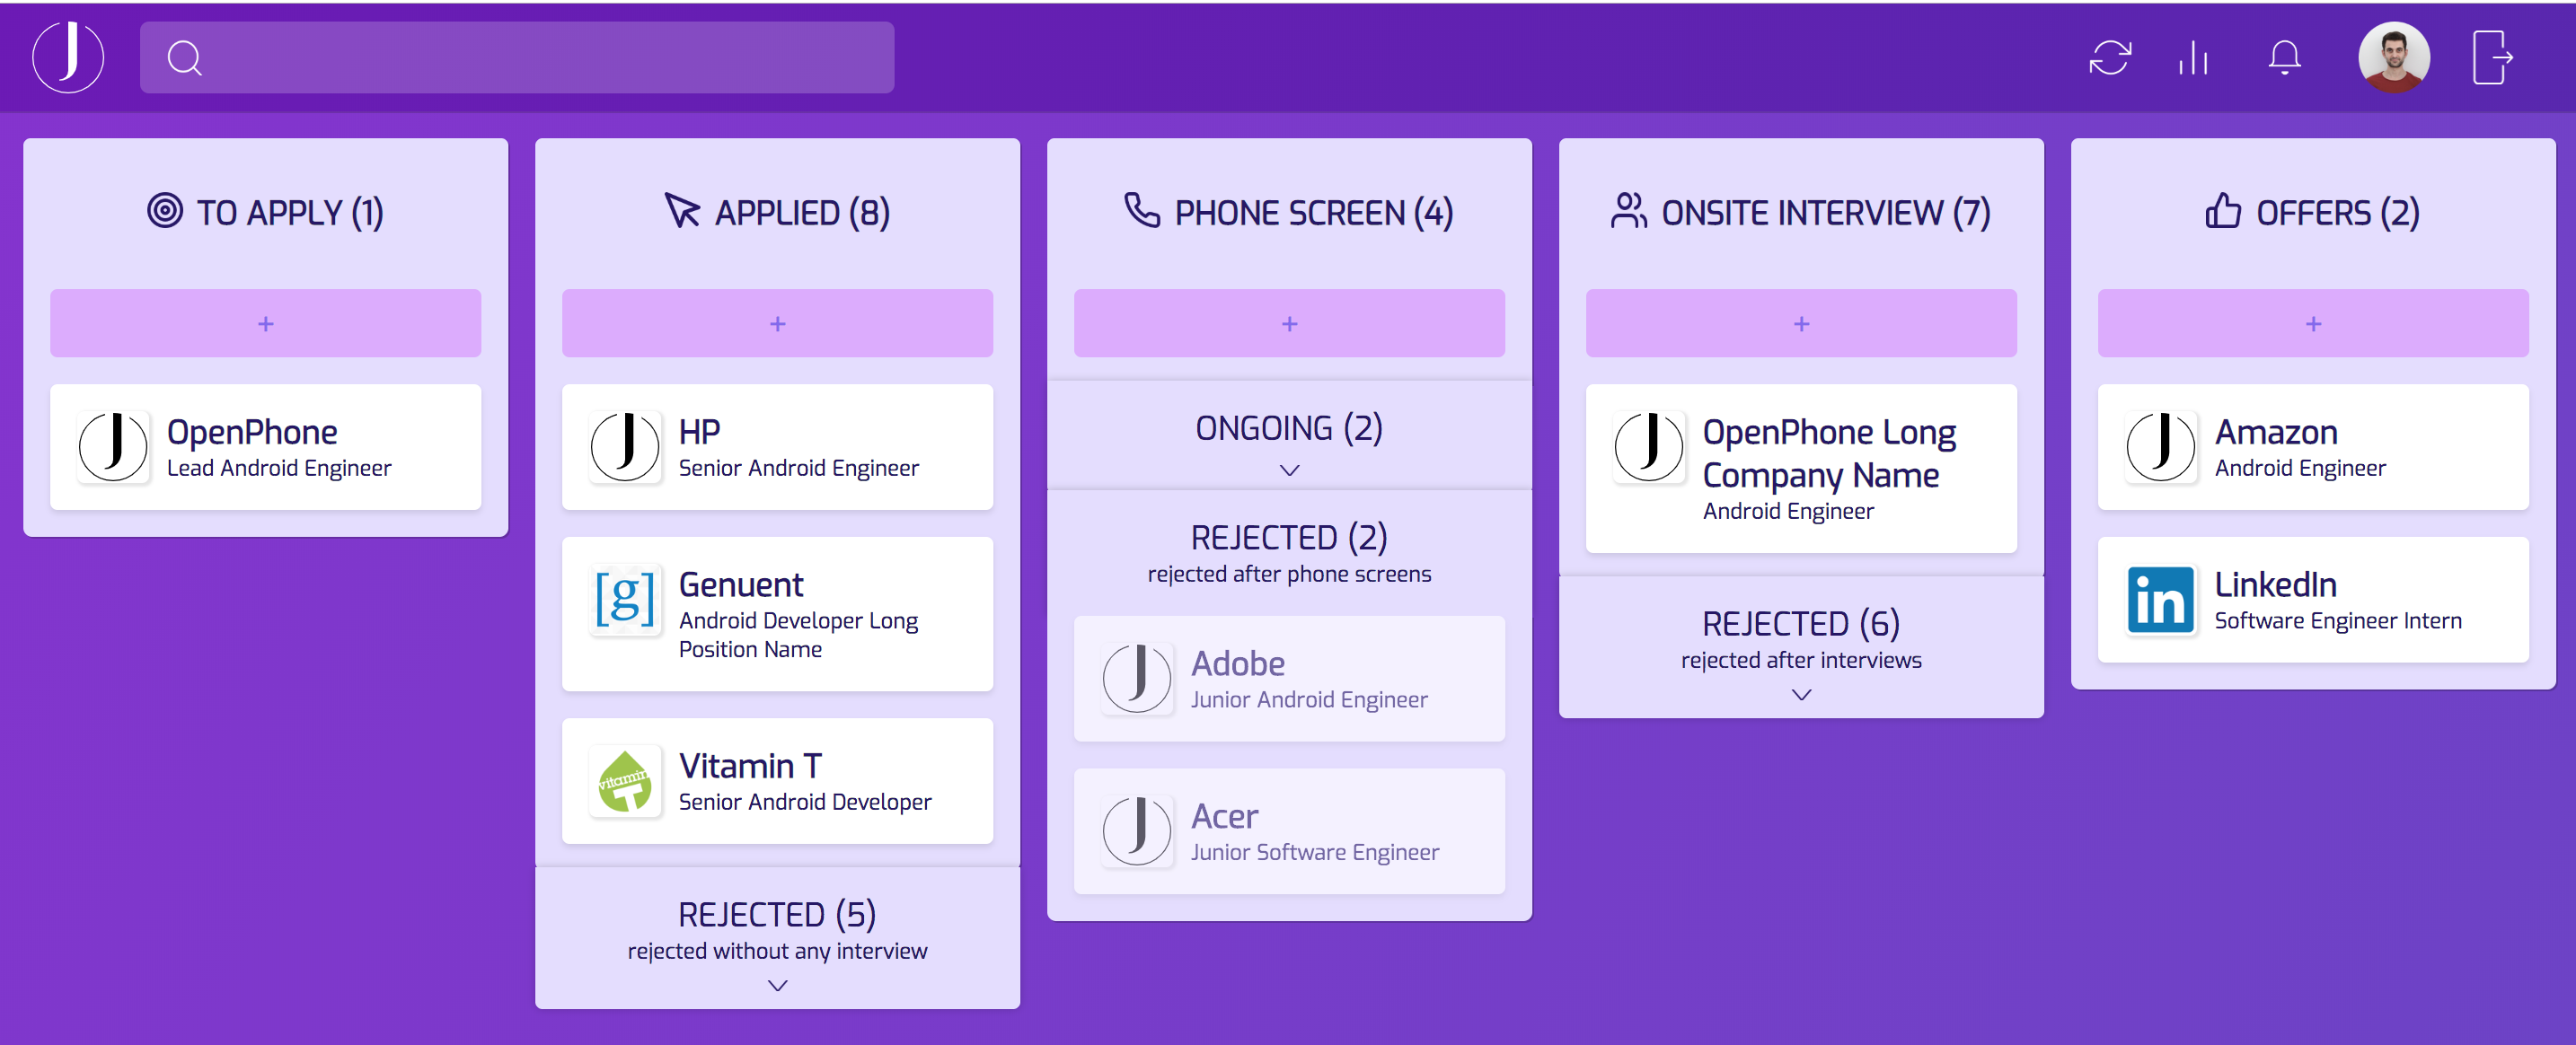 J
TO APPLY (1)
+
J
OpenPhone
Lead Android Engineer
APPLIED (8)
+
J
HP
Senior Android Engineer
[g]
Genuent
Android Developer Long
Position Name
vitamin
T
Vitamin T
Senior Android Developer
REJECTED (5)
rejected without any interview
PHONE SCREEN (4)
+
ONGOING (2)
REJECTED (2)
rejected after phone screens
J
Adobe
Junior Android Engineer
J
Acer
Junior Software Engineer
ONSITE INTERVIEW (7)
+
J
OpenPhone Long
Company Name
Android Engineer
REJECTED (6)
rejected after interviews
OFFERS (2)
+
J
Amazon
Android Engineer
in
LinkedIn
Software Engineer Intern